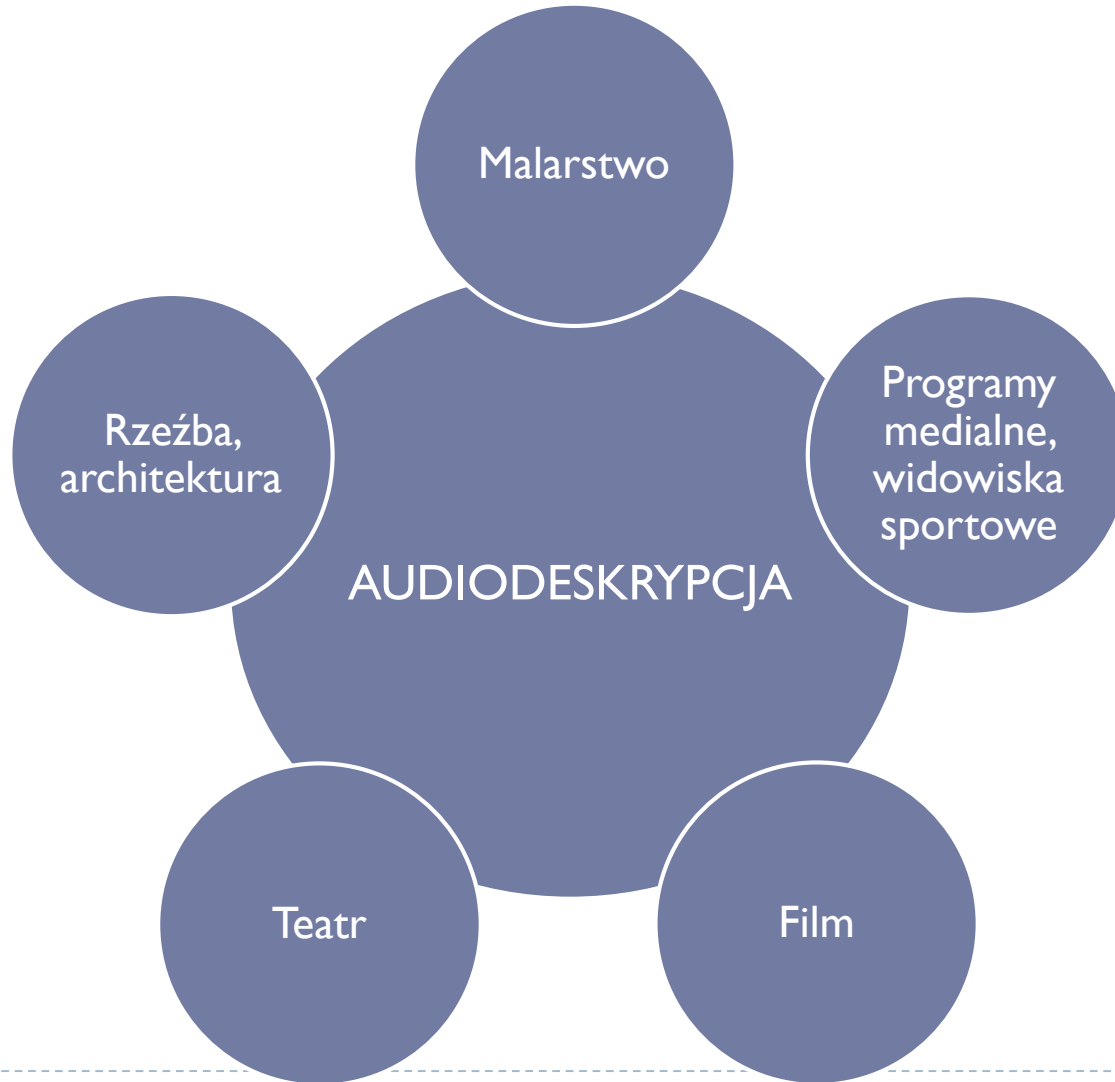 Malarstwo
Rzeźba,
architektura
Programy
medialne,
widowiska
sportowe
AUDIODESKRYPCJA
Teatr
Film